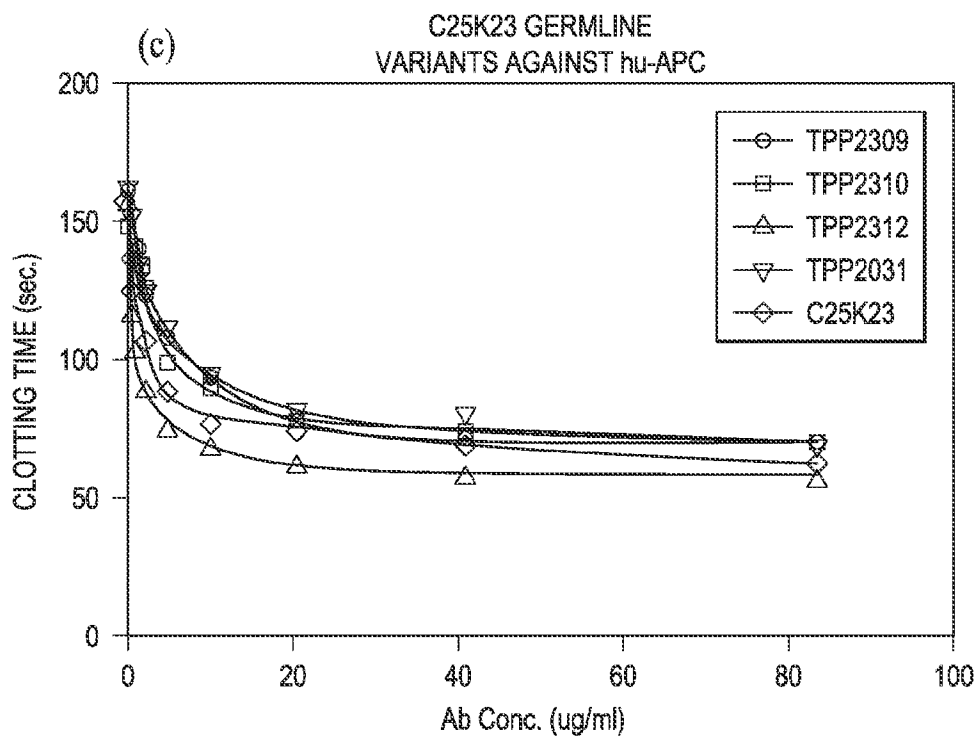 (c)
C25K23 GERMLINE
VARIANTS AGAINST hu-APC
200
150
100
50
0
CLOTTING TIME (sec.)
TPP2309
TPP2310
TPP2312
TPP2031
C25K23
0 20 40 60 80 100
Ab Conc. (ug/ml)